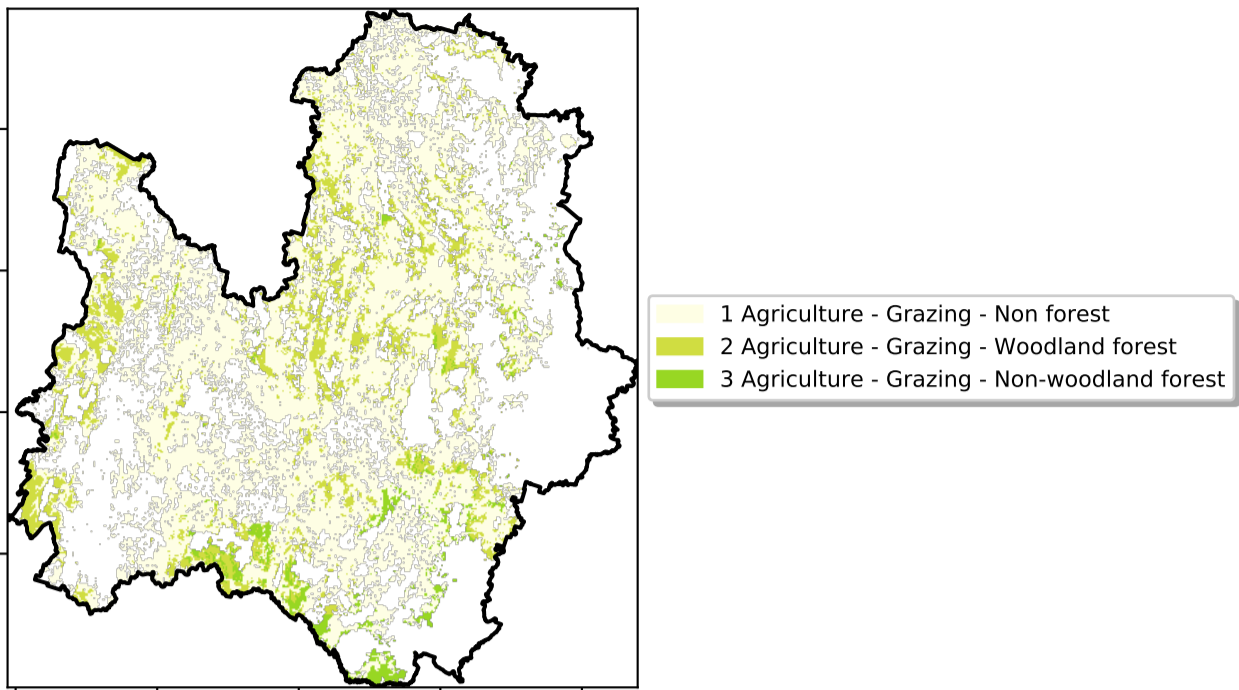 1 Agriculture - Grazing - Non forest
2 Agriculture - Grazing - Woodland forest
3 Agriculture - Grazing - Non-woodland forest